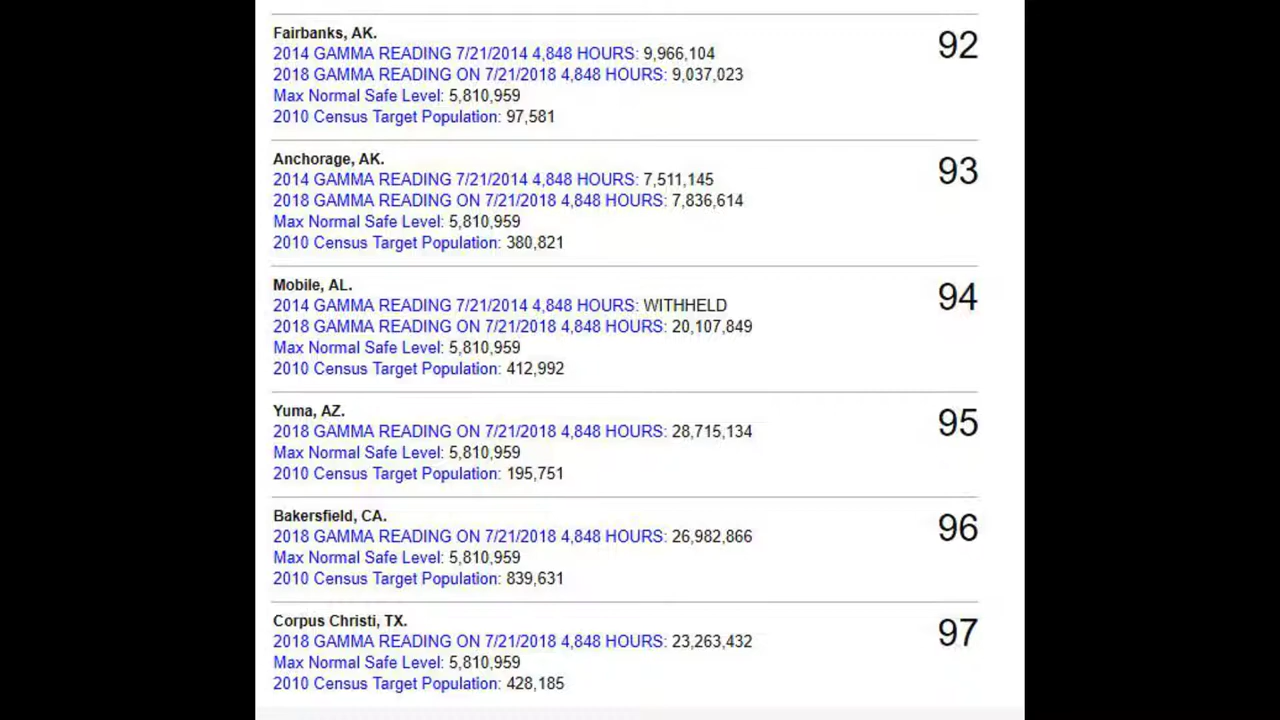 Fairbanks, AK.
92
2014 GAMMA READING 7/21/2014 4,848 HOURS: 9,966,104
2018 GAMMA READING ON 7/21/2018 4,848 HOURS: 9,037,023
Max Normal Safe Level: 5,810,959
2010 Census Target Population: 97,581
Anchorage, AK.
93
2014 GAMMA READING 7/21/2014 4,848 HOURS: 7,511,145
2018 GAMMA READING ON 7/21/2018 4,848 HOURS: 7,836,614
Max Normal Safe Level: 5,810,959
2010 Census Target Population: 380,821
Mobile, AL.
94
2014 GAMMA READING 7/21/2014 4,848 HOURS: WITHHELD
2018 GAMMA READING ON 7/21/2018 4,848 HOURS: 20,107,849
Max Normal Safe Level: 5,810,959
2010 Census Target Population: 412,992
Yuma, AZ.
95
2018 GAMMA READING ON 7/21/2018 4,848 HOURS: 28,715,134
Max Normal Safe Level: 5,810,959
2010 Census Target Population: 195,751
Bakersfield, CA.
96
2018 GAMMA READING ON 7/21/2018 4,848 HOURS: 26,982,866
Max Normal Safe Level: 5,810,959
2010 Census Target Population: 839,631
Corpus Christi, TX.
97
2018 GAMMA READING ON 7/21/2018 4,848 HOURS: 23,263,432
Max Normal Safe Level: 5,810,959
2010 Census Target Population: 428,185